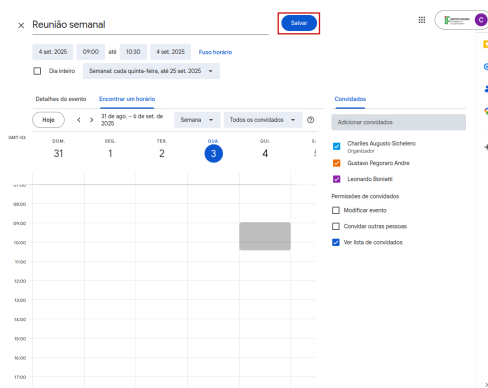 Reunião semanal
Salvar
C
4 set. 2025 09:00 até 10:30 4 set. 2025 Fuso horário
Dia inteiro Semanal: cada quinta-feira, até 25 set. 2025
Detalhes do evento Encontrar um horário
Convidados
Hoje 31 de ago. – 6 de set. de 2025 Semana Todos os convidados
Adicionar convidados
GMT-03
DOM. SEG. TER. QUA. QUI.
31 1 2 3 4
Charlles Augusto Sichelero
Organizador
Gustavo Pegoraro Andre
Leonardo Boniatti
Permissões de convidados
Modificar evento
Convidar outras pessoas
Ver lista de convidados
07:00
08:00
09:00
10:00
11:00
12:00
13:00
14:00
15:00
16:00
17:00